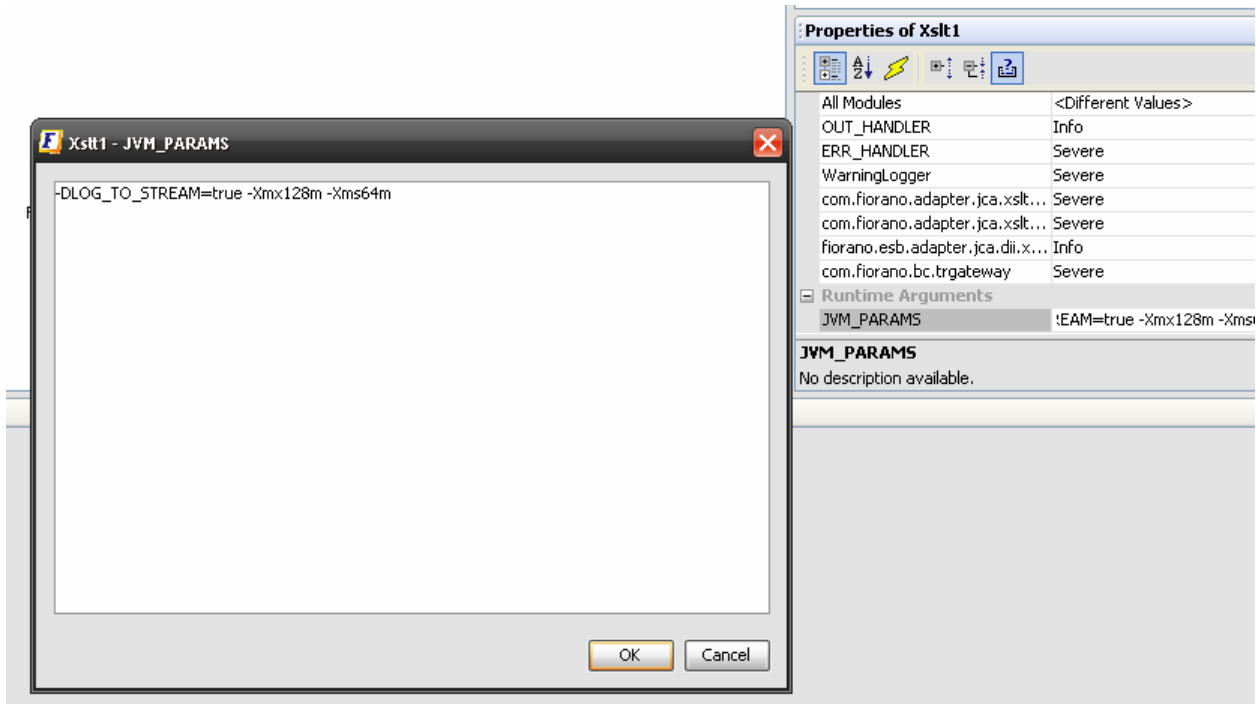 Properties of Xslt1
All Modules <Different Values>
OUT_HANDLER Info
ERR_HANDLER Severe
WarningLogger Severe
com.fiorano.adapter.jca.xslt... Severe
com.fiorano.adapter.jca.xslt... Severe
fiorano.esb.adapter.jca.dii.x... Info
com.fiorano.bc.trgateway Severe
Runtime Arguments
JVM_PARAMS :EAM=true -Xmx128m -Xms
JVM_PARAMS
No description available.
Xstt1 - JVM_PARAMS
-DLOG_TO_STREAM=true -Xmx128m -Xms64m
OK Cancel